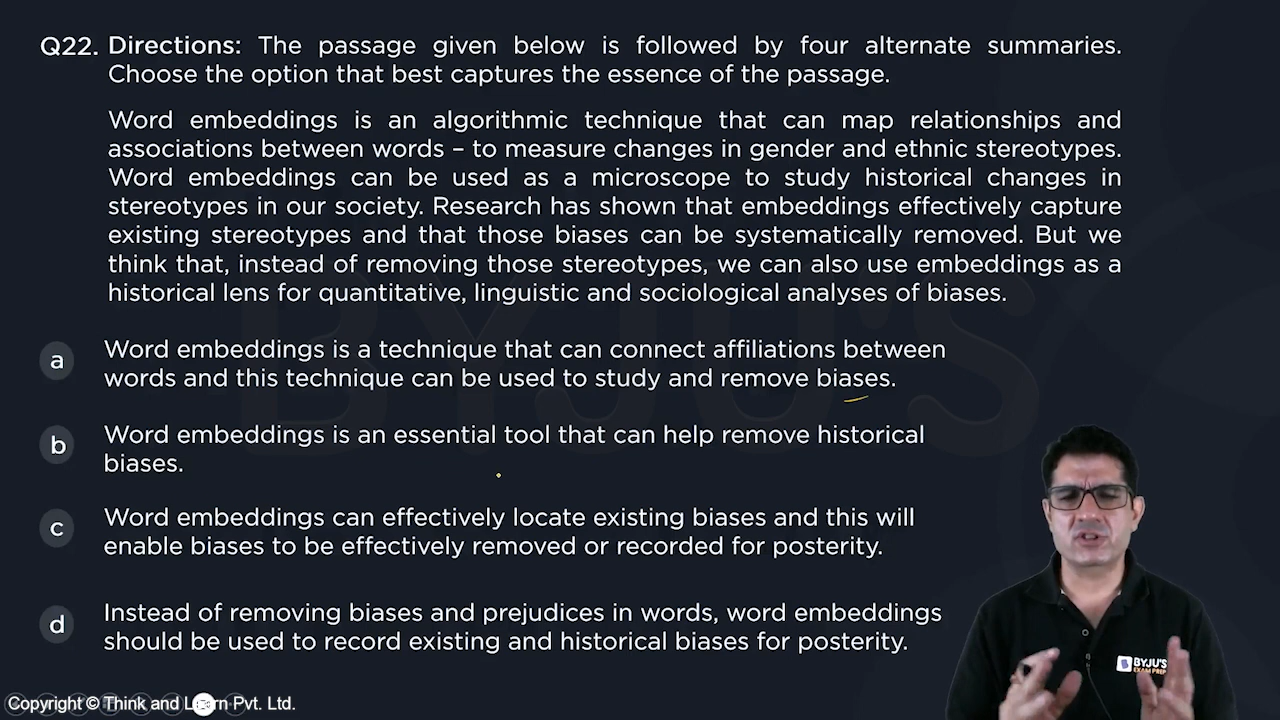 Q22. Directions: The passage given below is followed by four alternate summaries.
Choose the option that best captures the essence of the passage.
Word embeddings is an algorithmic technique that can map relationships and
associations between words – to measure changes in gender and ethnic stereotypes.
Word embeddings can be used as a microscope to study historical changes in
stereotypes in our society. Research has shown that embeddings effectively capture
existing stereotypes and that those biases can be systematically removed. But we
think that, instead of removing those stereotypes, we can also use embeddings as a
historical lens for quantitative, linguistic and sociological analyses of biases.
a
Word embeddings is a technique that can connect affiliations between
words and this technique can be used to study and remove biases.
b
Word embeddings is an essential tool that can help remove historical
biases.
c
Word embeddings can effectively locate existing biases and this will
enable biases to be effectively removed or recorded for posterity.
d
Instead of removing biases and prejudices in words, word embeddings
should be used to record existing and historical biases for posterity.
BYJU'S
BYJU'S
EXAM PREP
Copyright © Think and Learn Pvt. Ltd.